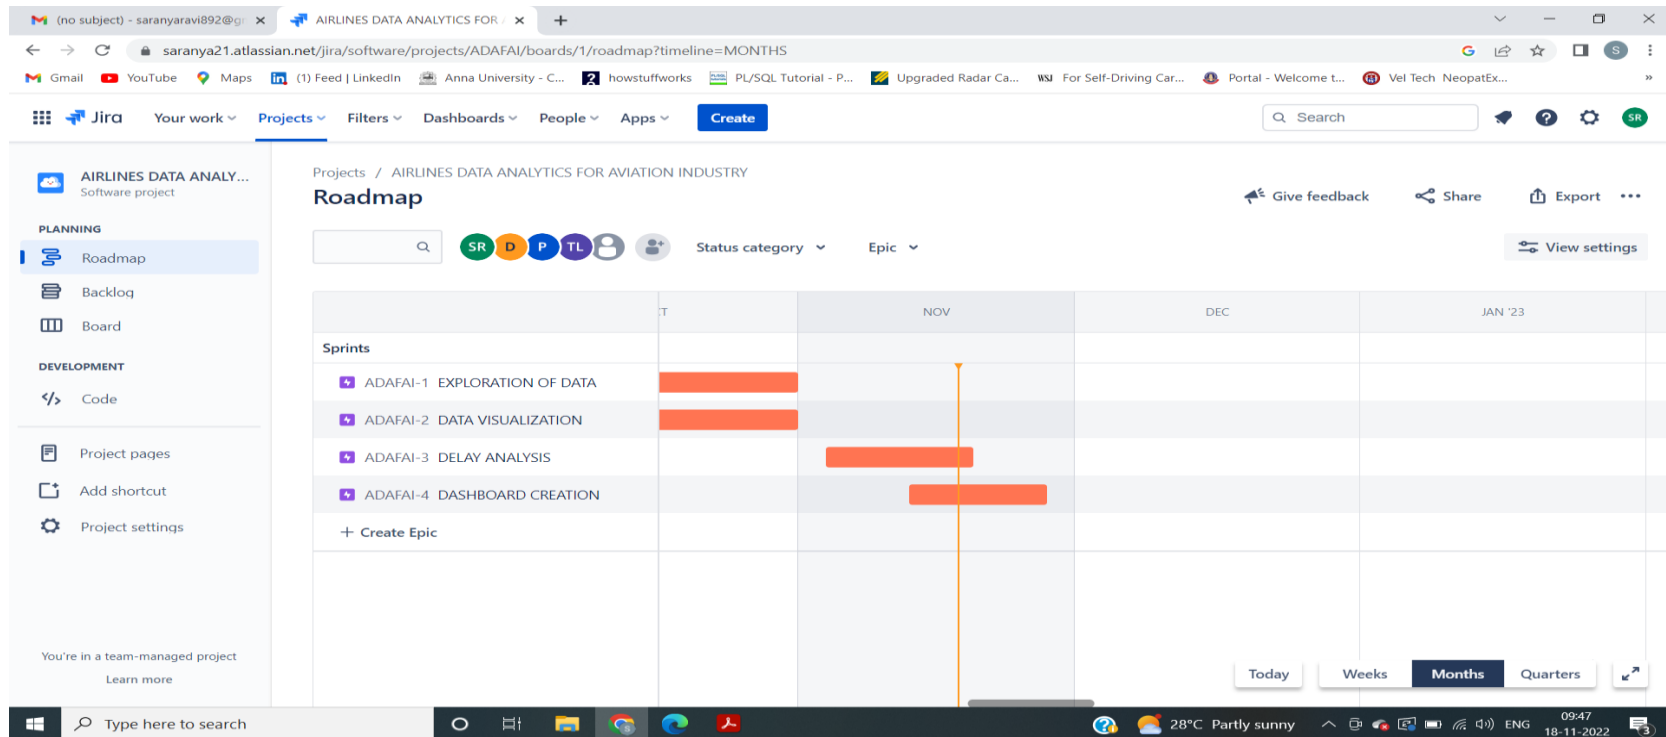 (no subject) - saranyaravi892@g
AIRLINES DATA ANALYTICS FOR
saranya21.atlassian.net/jira/software/projects/ADAFAI/boards/1/roadmap?timeline=MONTHS
Gmail YouTube Maps (1) Feed | LinkedIn Anna University - C... howstuffworks PL/SQL Tutorial - P... Upgraded Radar Ca... WSJ For Self-Driving Car... Portal - Welcome t... Vel Tech NeopatEx... »
Jira Your work Projects Filters Dashboards People Apps Create Search SR
AIRLINES DATA ANALY...
Software project
PLANNING
Roadmap
Backlog
Board
DEVELOPMENT
Code
Project pages
Add shortcut
Project settings
You're in a team-managed project
Learn more
Projects / AIRLINES DATA ANALYTICS FOR AVIATION INDUSTRY
Roadmap
Give feedback Share Export
SR D P TL Status category Epic View settings
T NOV DEC JAN '23
Sprints
ADAFAI-1 EXPLORATION OF DATA
ADAFAI-2 DATA VISUALIZATION
ADAFAI-3 DELAY ANALYSIS
ADAFAI-4 DASHBOARD CREATION
+ Create Epic
Today Weeks Months Quarters
Type here to search
28°C Partly sunny ENG 09:47
18-11-2022 3